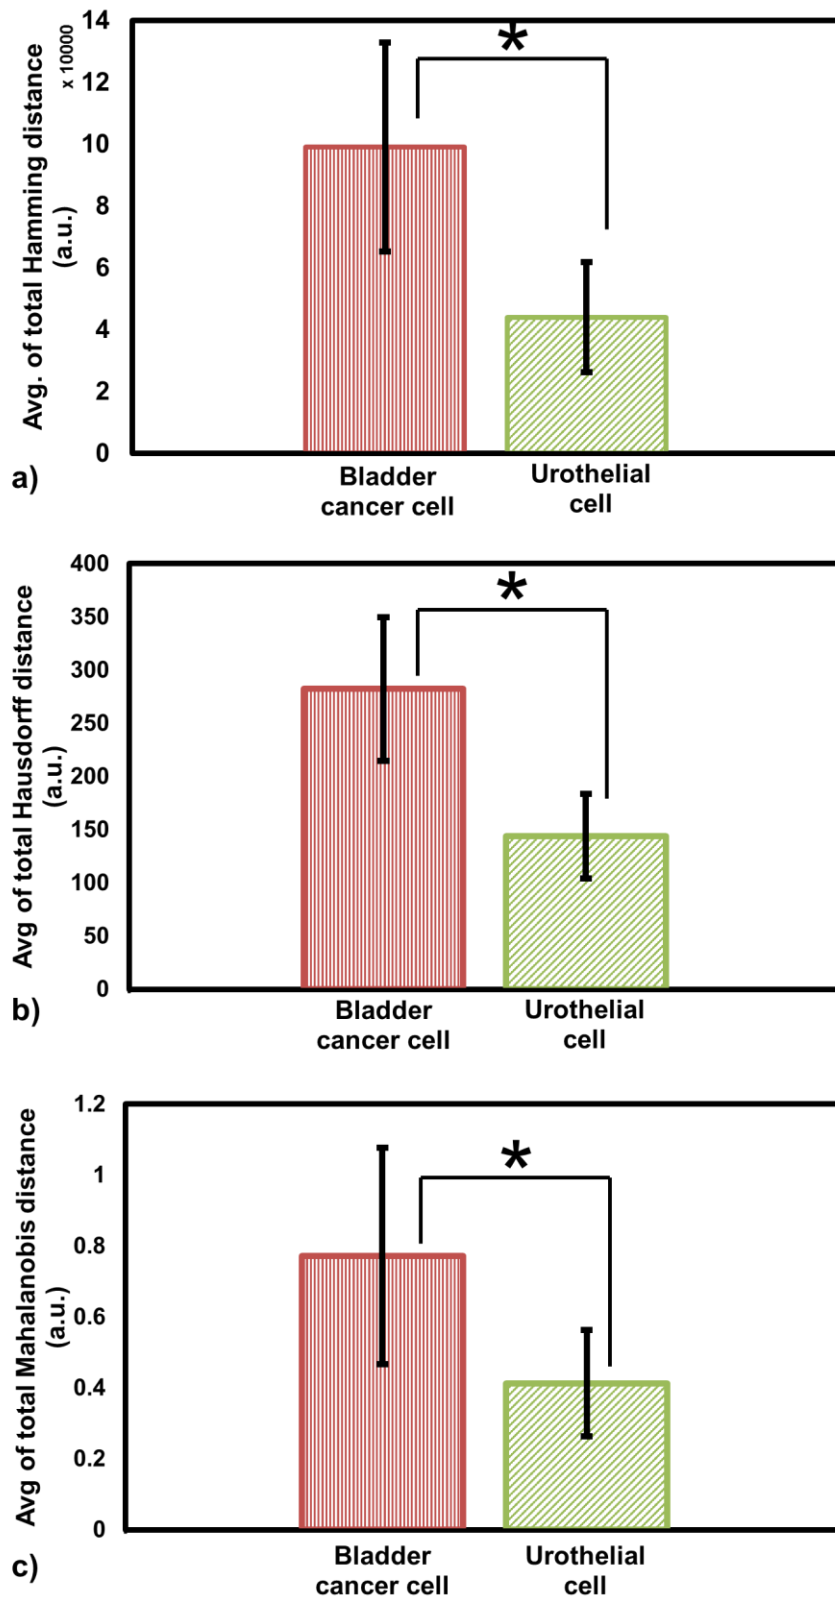 Avg. of total Hamming distance
(a.u.)
x 10000
14
12
10
8
6
4
2
0
*
Bladder
cancer cell
Urothelial
cell
a)
Avg of total Hausdorff distance
(a.u.)
400
350
300
250
200
150
100
50
0
*
Bladder
cancer cell
Urothelial
cell
b)
Avg of total Mahalanobis distance
(a.u.)
1.2
1
0.8
0.6
0.4
0.2
0
*
Bladder
cancer cell
Urothelial
cell
c)